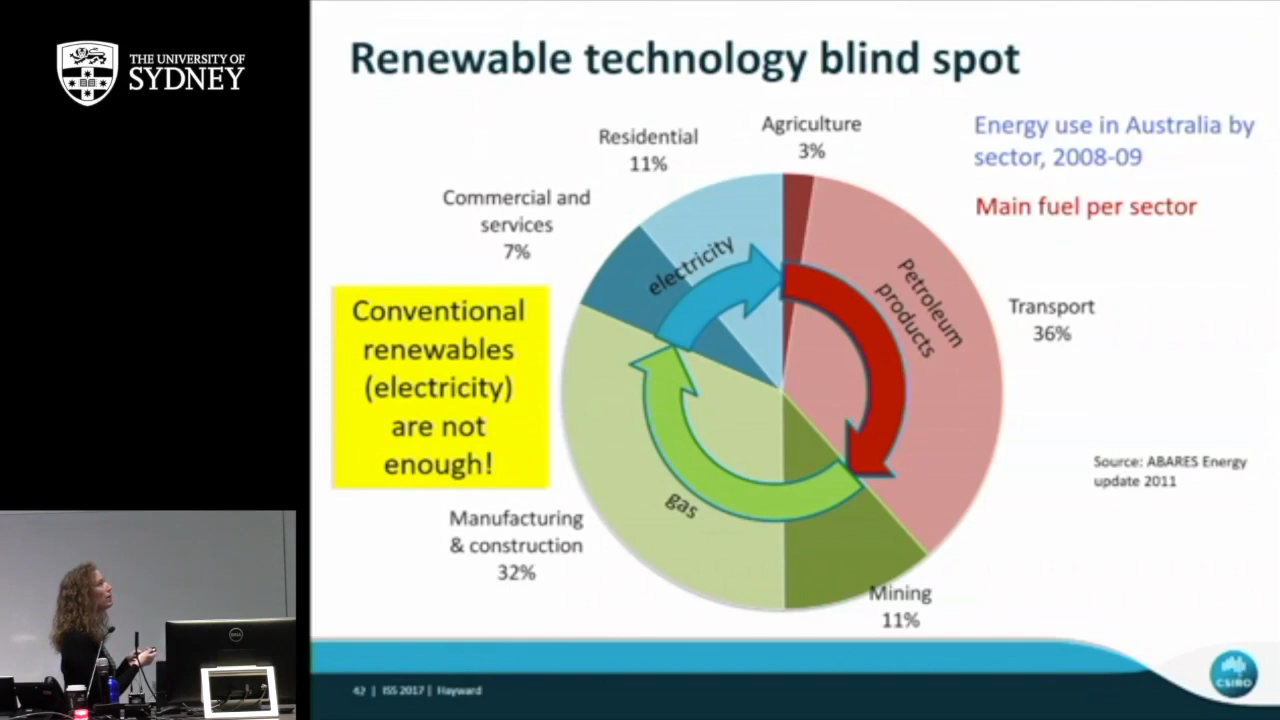 THE UNIVERSITY OF
SYDNEY
Renewable technology blind spot
Energy use in Australia by
sector, 2008-09
Main fuel per sector
Agriculture
3%
Residential
11%
Commercial and
services
7%
electricity
Petroleum
products
Transport
36%
Conventional
renewables
(electricity)
are not
enough!
Source: ABARES Energy
update 2011
gas
Manufacturing
& construction
32%
Mining
11%
42 | ISS 2017 | Hayward
CSIRO
DELL